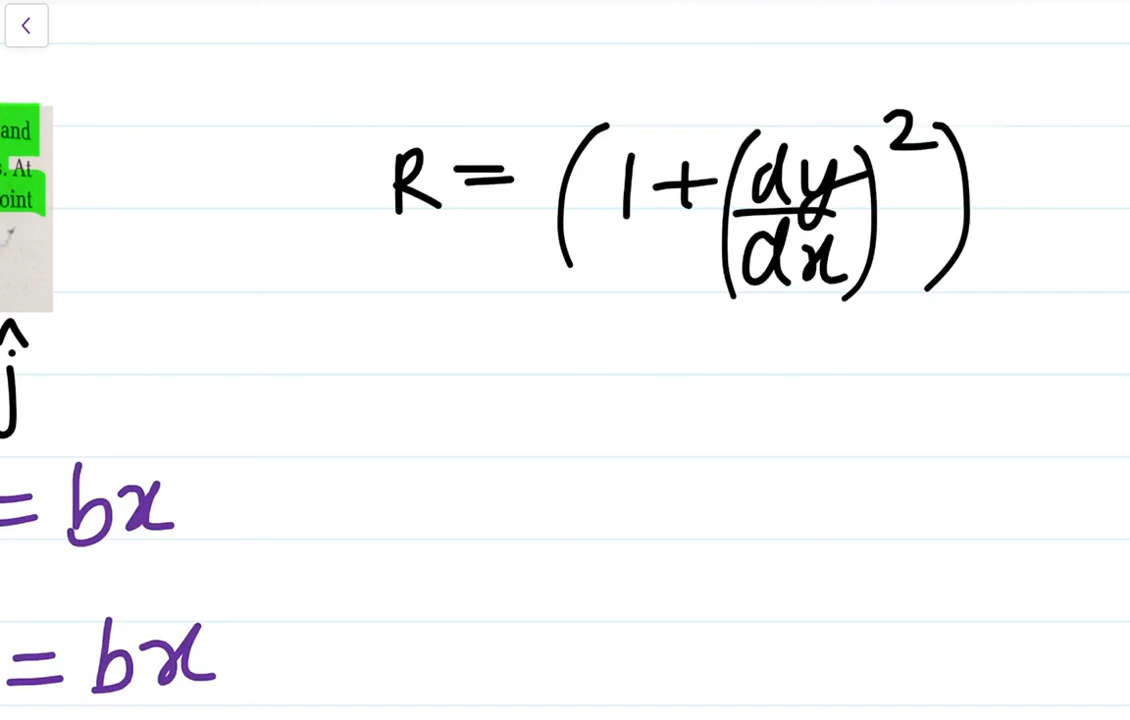 and
. At
oint
R = (1 + (dy/dx)^2)
ĵ
= bx
= bx